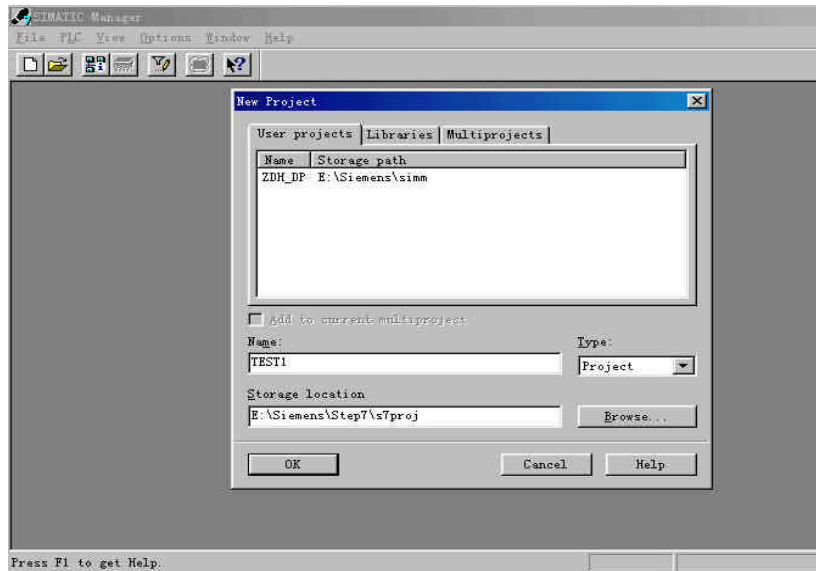 SIMATIC Manager
File PLC View Options Window Help
New Project
User projects Libraries Multiprojects
Name Storage path
ZDH_DP E:\Siemens\simm
Add to current multiproject
Name: Type:
TEST1 Project
Storage location
E:\Siemens\Step7\s7proj Browse...
OK Cancel Help
Press F1 to get Help.